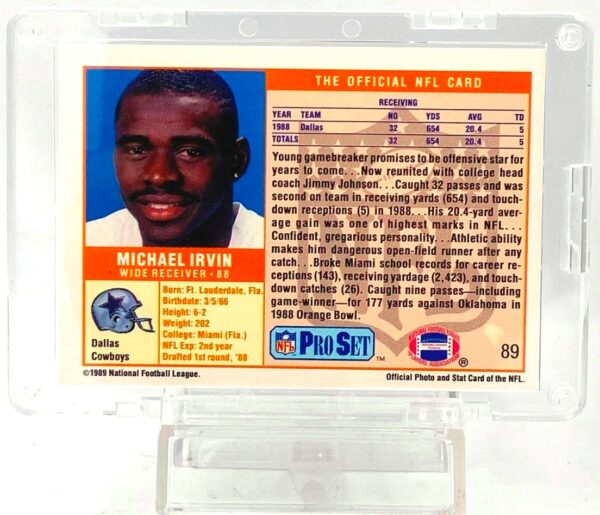 THE OFFICIAL NFL CARD
RECEIVING
YEAR TEAM NO YDS AVG TD
1988 Dallas 32 654 20.4 5
TOTALS 32 654 20.4 5
Young gamebreaker promises to be offensive star for
years to come. . .Now reunited with college head
coach Jimmy Johnson. . .Caught 32 passes and was
second on team in receiving yards (654) and touch-
down receptions (5) in 1988. . .His 20.4-yard aver-
age gain was one of highest marks in NFL. . .
Confident, gregarious personality. . .Athletic ability
makes him dangerous open-field runner after any
catch. . .Broke Miami school records for career re-
ceptions (143), receiving yardage (2,423), and touch-
down catches (26). Caught nine passes—including
game-winner—for 177 yards against Oklahoma in
1988 Orange Bowl.
MICHAEL IRVIN
WIDE RECEIVER • 88
Dallas
Cowboys
Born: Ft. Lauderdale, Fla.
Birthdate: 3/5/66
Height: 6-2
Weight: 202
College: Miami (Fla.)
NFL Exp: 2nd year
Drafted 1st round, '88
NFL PRO SET ™
®
89
©1989 National Football League.
Official Photo and Stat Card of the NFL.